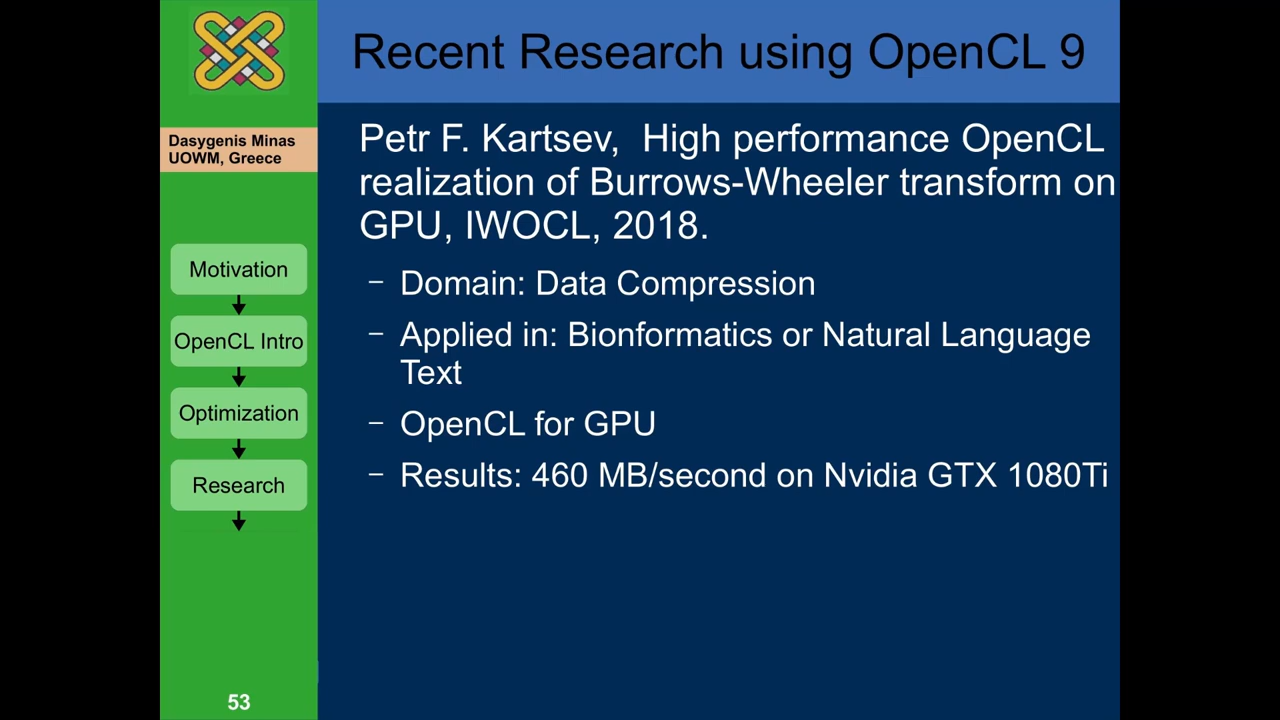 Recent Research using OpenCL 9
Dasygenis Minas
UOWM, Greece
Motivation
OpenCL Intro
Optimization
Research
53
Petr F. Kartsev, High performance OpenCL
realization of Burrows-Wheeler transform on
GPU, IWOCL, 2018.
– Domain: Data Compression
– Applied in: Bionformatics or Natural Language
Text
– OpenCL for GPU
– Results: 460 MB/second on Nvidia GTX 1080Ti